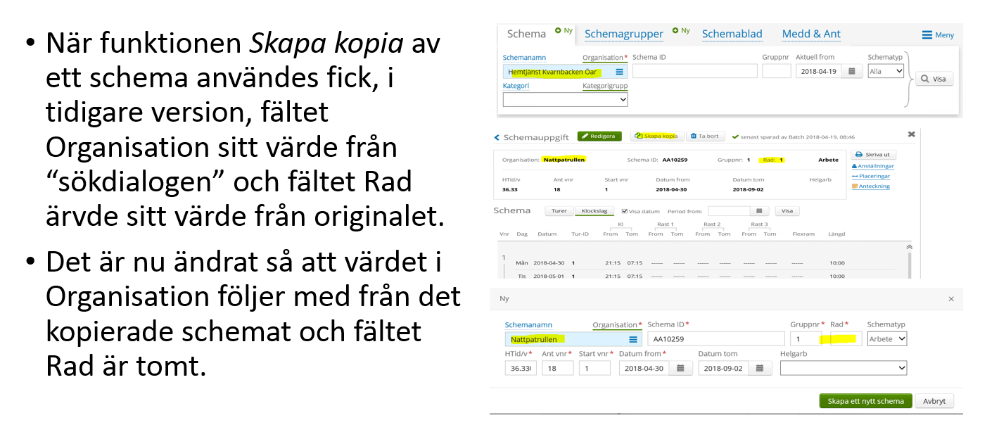 • När funktionen Skapa kopia av
ett schema användes fick, i
tidigare version, fältet
Organisation sitt värde från
“sökdialogen” och fältet Rad
ärvde sitt värde från originalet.
• Det är nu ändrat så att värdet i
Organisation följer med från det
kopierade schemat och fältet
Rad är tomt.
Schema Ny Schemagrupper Ny Schemablad Medd & Ant Meny
Schemanamn Organisation* Schema ID Gruppnr Aktuell from Schematyp
Hemtjänst Kvarnbacken Öar 2018-04-19 Alla Visa
Kategori Kategorigrupp
Schemauppgift Redigera Skapa kopia Ta bort senast sparad av Batch 2018-04-19, 08:46
Organisation: Nattpatrullen Schema ID: AA10259 Gruppnr: 1 Rad: 1 Arbete
HTid/v Ant vnr Start vnr Datum from Datum tom Helgarb
36.33 18 1 2018-04-30 2018-09-02
Skriva ut
Anställningar
Placeringar
Anteckning
Schema Turer Klockslag Visa datum Period from: Visa
Kl Rast 1 Rast 2 Rast 3
Vnr Dag Datum Tur-ID From Tom From Tom From Tom From Tom Flexram Längd
1
Mån 2018-04-30 1 21:15 07:15 ------ ------ ------ ------ ------ ------ ------ 10:00
Tis 2018-05-01 1 21:15 07:15 ------ ------ ------ ------ ------ ------ ------ 10:00
Ny ×
Schemanamn Organisation* Schema ID* Gruppnr* Rad* Schematyp
Nattpatrullen AA10259 1 Arbete
HTid/v* Ant vnr* Start vnr* Datum from* Datum tom Helgarb
36.33 18 1 2018-04-30 2018-09-02
Skapa ett nytt schema Avbryt